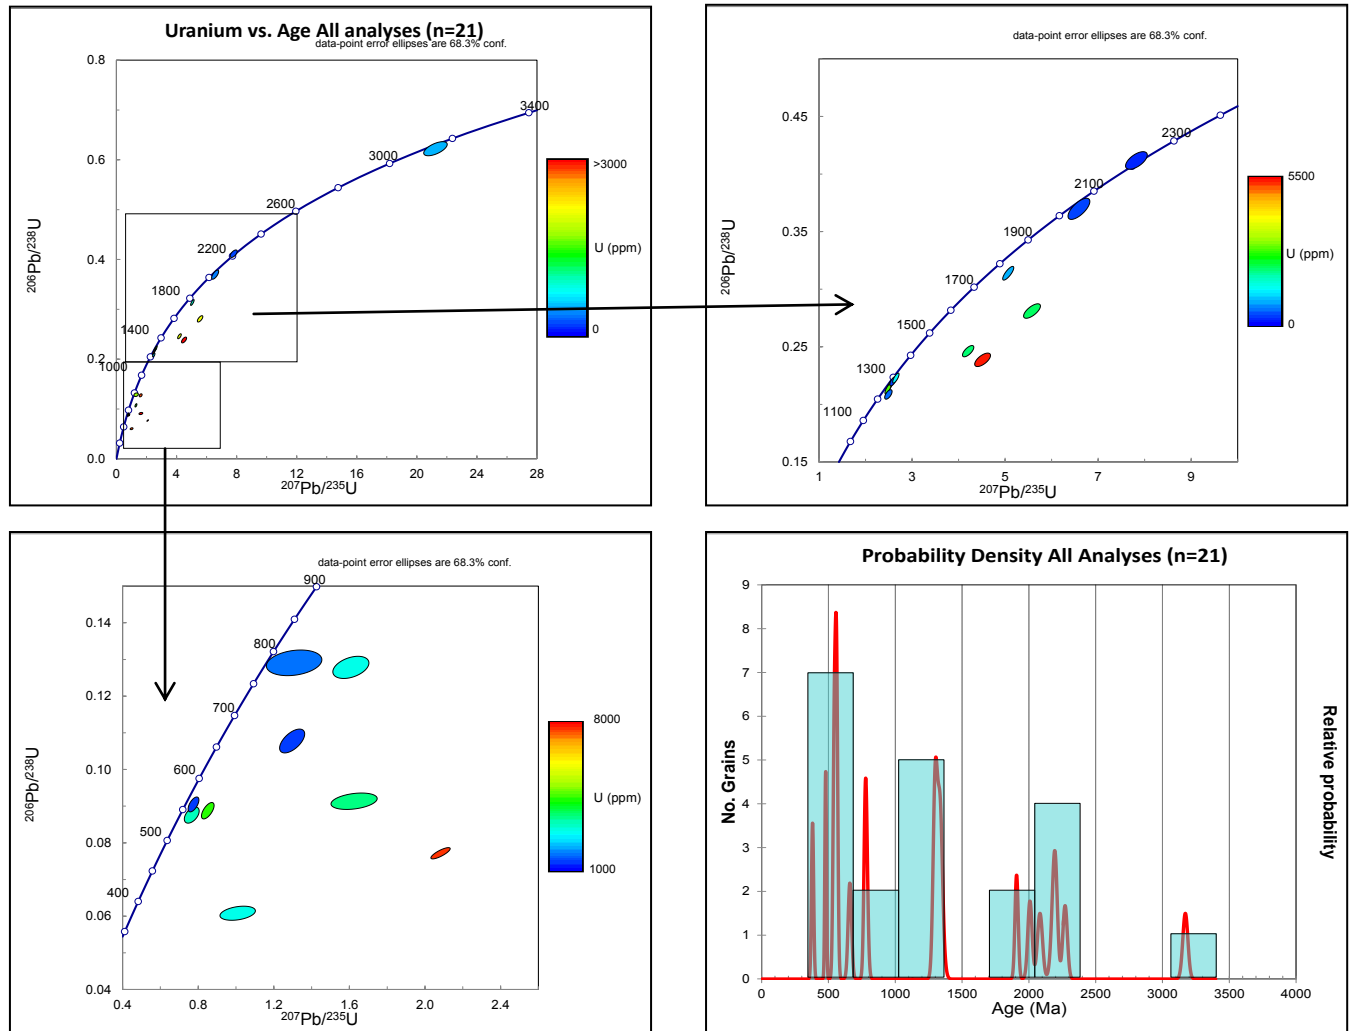 Uranium vs. Age All analyses (n=21)
data-point error ellipses are 68.3% conf.
0.8
0.6
0.4
0.2
0.0
206Pb/238U
3400
3000
2600
2200
1800
1400
1000
0 4 8 12 16 20 24 28
207Pb/235U
>3000
U (ppm)
0
data-point error ellipses are 68.3% conf.
0.45
0.35
0.25
0.15
206Pb/238U
2300
2100
1900
1700
1500
1300
1100
1 3 5 7 9
207Pb/235U
5500
U (ppm)
0
data-point error ellipses are 68.3% conf.
0.14
0.12
0.10
0.08
0.06
0.04
206Pb/238U
900
800
700
600
500
400
0.4 0.8 1.2 1.6 2.0 2.4
207Pb/235U
8000
U (ppm)
1000
Probability Density All Analyses (n=21)
9
8
7
6
5
4
3
2
1
0
No. Grains
Relative probability
0 500 1000 1500 2000 2500 3000 3500 4000
Age (Ma)